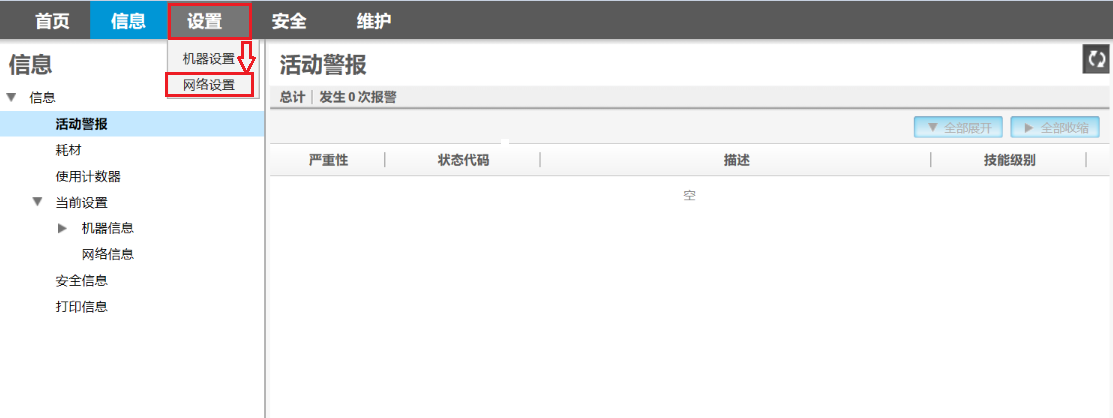 首页 信息 设置 安全 维护
机器设置
网络设置
信息
信息
活动警报
耗材
使用计数器
当前设置
机器信息
网络信息
安全信息
打印信息
活动警报
总计 发生 0 次报警
全部展开 全部收缩
严重性 状态代码 描述 技能级别
空